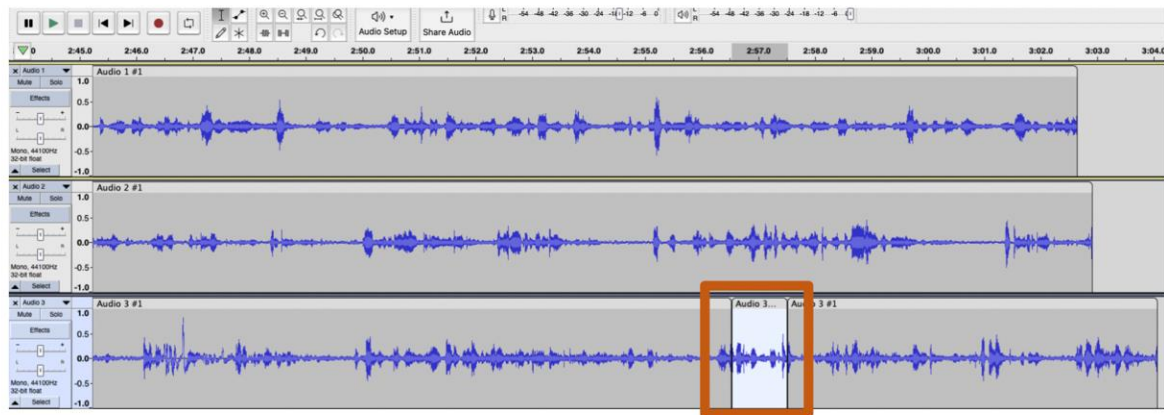 L R -54 -48 -42 -36 -30 -24 -18 -12 -6 0
L R -54 -48 -42 -36 -30 -24 -18 -12 -6 0
Audio Setup Share Audio
0 2:45.0 2:46.0 2:47.0 2:48.0 2:49.0 2:50.0 2:51.0 2:52.0 2:53.0 2:54.0 2:55.0 2:56.0 2:57.0 2:58.0 2:59.0 3:00.0 3:01.0 3:02.0 3:03.0 3:04.
x Audio 1 Audio 1 #1
Mute Solo 1.0
Effects
0.5
- +
0.0
L R
Mono, 44100Hz -0.5
32-bit float
Select -1.0
x Audio 2 Audio 2 #1
Mute Solo 1.0
Effects
0.5
- +
0.0
L R
Mono, 44100Hz -0.5
32-bit float
Select -1.0
x Audio 3 Audio 3 #1 Audio 3... Audio 3 #1
Mute Solo 1.0
Effects
0.5
- +
0.0
L R
Mono, 44100Hz -0.5
32-bit float
Select -1.0